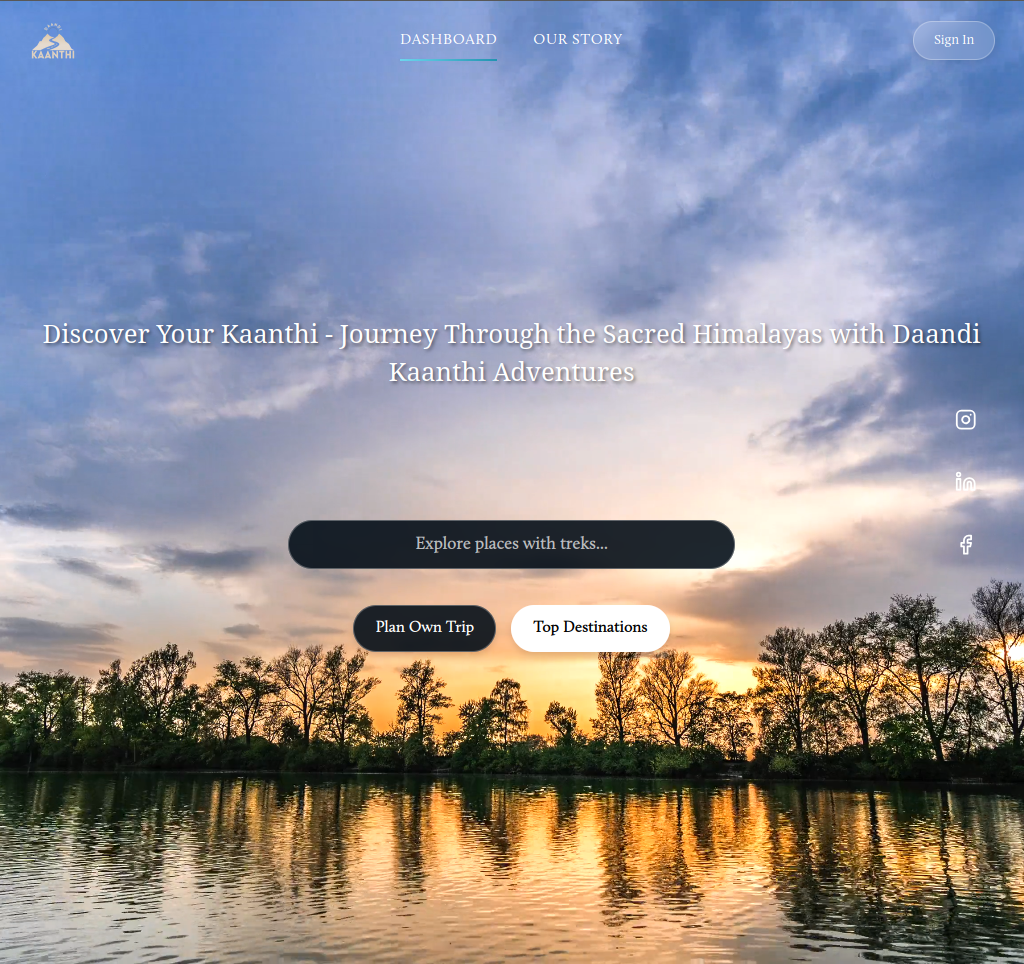 KAANTHI
DASHBOARD
OUR STORY
Sign In
Discover Your Kaanthi - Journey Through the Sacred Himalayas with Daandi
Kaanthi Adventures
Explore places with treks...
Plan Own Trip
Top Destinations